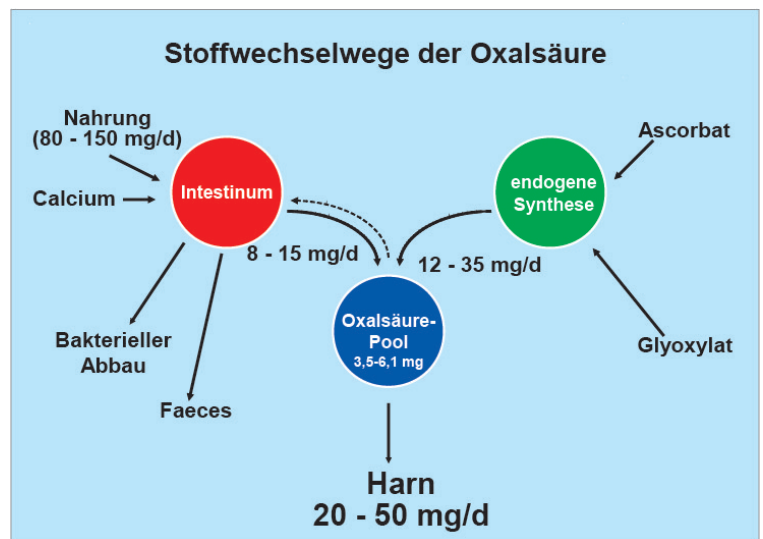 Stoffwechselwege der Oxalsäure
Nahrung
(80 - 150 mg/d)
Calcium
Intestinum
endogene
Synthese
Ascorbat
8 - 15 mg/d
12 - 35 mg/d
Oxalsäure-
Pool
3,5-6,1 mg
Bakterieller
Abbau
Faeces
Glyoxylat
Harn
20 - 50 mg/d